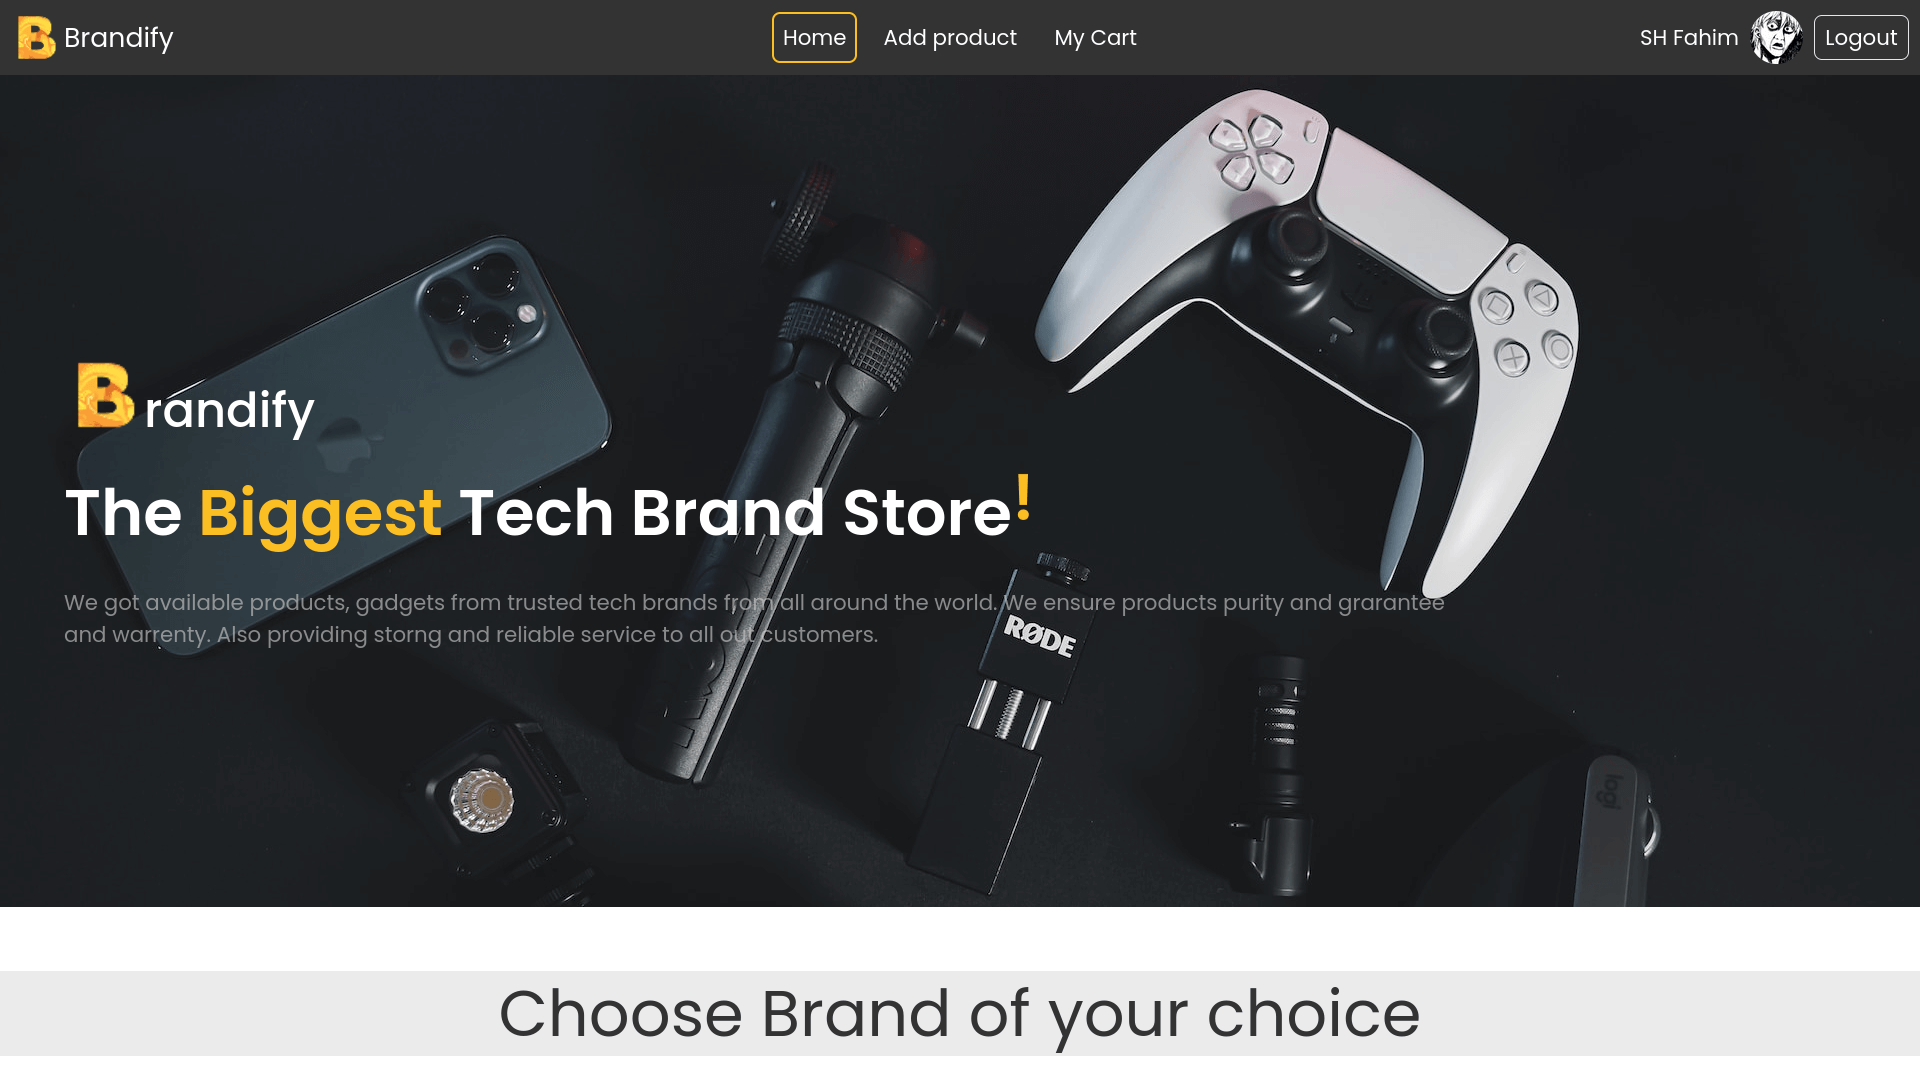 Brandify
Home
Add product
My Cart
SH Fahim
Logout
Brandify
The Biggest Tech Brand Store!
We got available products, gadgets from trusted tech brands from all around the world. We ensure products purity and grarantee
and warrenty. Also providing storng and reliable service to all out customers.
RØDE
logi
Choose Brand of your choice